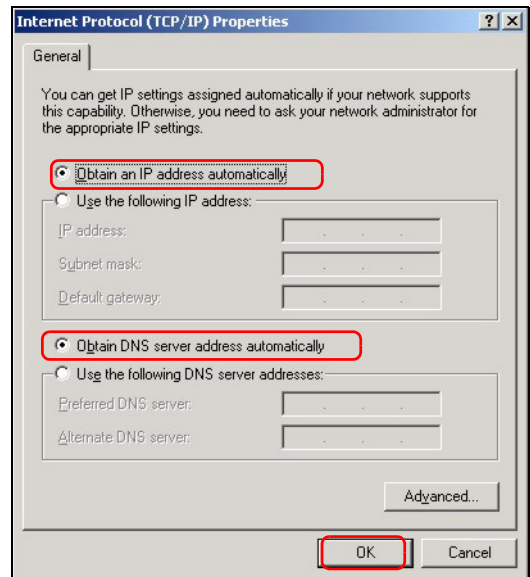 Internet Protocol (TCP/IP) Properties
General
You can get IP settings assigned automatically if your network supports
this capability. Otherwise, you need to ask your network administrator for
the appropriate IP settings.
Obtain an IP address automatically
Use the following IP address:
IP address:
Subnet mask:
Default gateway:
Obtain DNS server address automatically
Use the following DNS server addresses:
Preferred DNS server:
Alternate DNS server:
Advanced...
OK Cancel